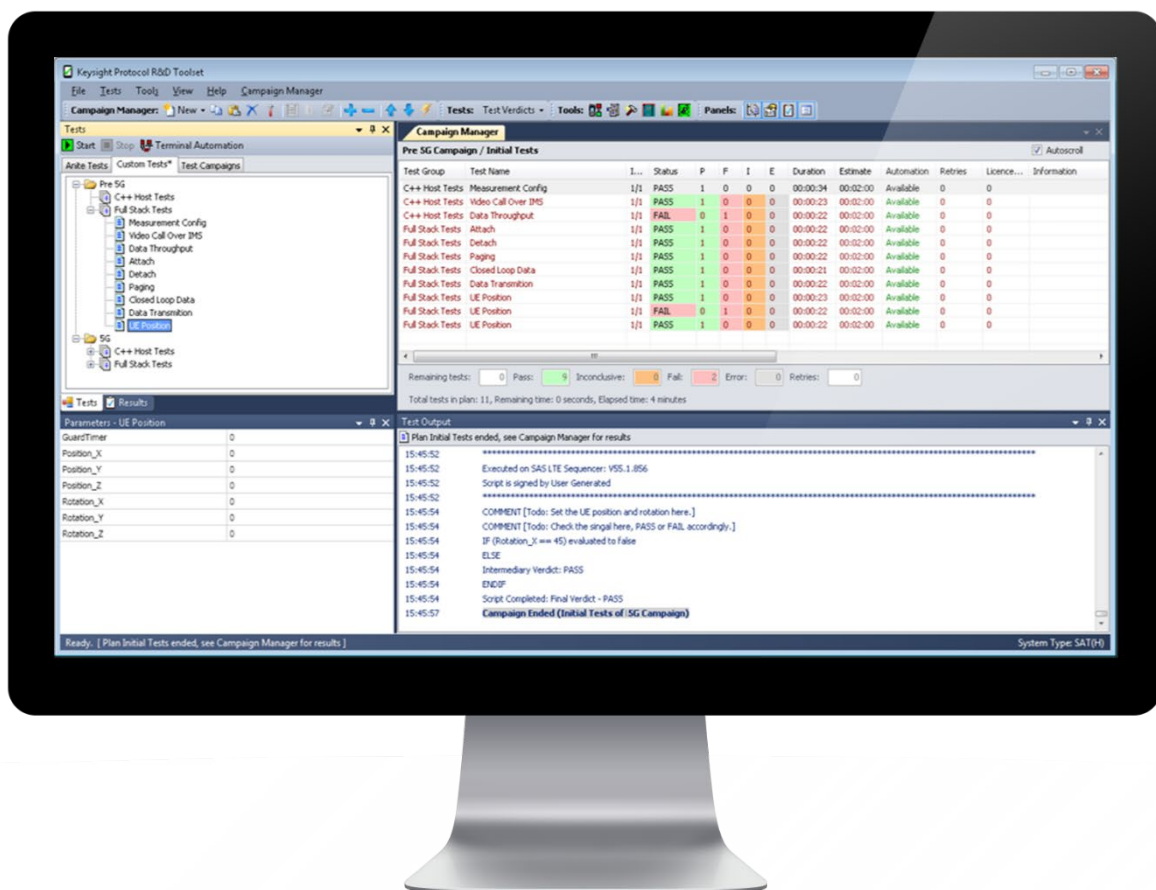 Keysight Protocol R&D Toolset
File Tests Tools View Help Campaign Manager
Campaign Manager: New Tests: Test Verdicts Tools: Panels:
Tests
Start Stop Terminal Automation
Anite Tests Custom Tests* Test Campaigns
Pre 5G
C++ Host Tests
Full Stack Tests
Measurement Config
Video Call Over IMS
Data Throughput
Attach
Detach
Paging
Closed Loop Data
Data Transmition
UE Position
5G
C++ Host Tests
Full Stack Tests
Tests Results
Parameters - UE Position
GuardTimer 0
Position_X 0
Position_Y 0
Position_Z 0
Rotation_X 0
Rotation_Y 0
Rotation_Z 0
Campaign Manager
Pre 5G Campaign / Initial Tests Autoscroll
Test Group Test Name I... Status P F I E Duration Estimate Automation Retries Licence... Information
C++ Host Tests Measurement Config 1/1 PASS 1 0 0 0 00:00:34 00:02:00 Available 0 0
C++ Host Tests Video Call Over IMS 1/1 PASS 1 0 0 0 00:00:23 00:02:00 Available 0 0
C++ Host Tests Data Throughput 1/1 FAIL 0 1 0 0 00:00:22 00:02:00 Available 0 0
Full Stack Tests Attach 1/1 PASS 1 0 0 0 00:00:22 00:02:00 Available 0 0
Full Stack Tests Detach 1/1 PASS 1 0 0 0 00:00:22 00:02:00 Available 0 0
Full Stack Tests Paging 1/1 PASS 1 0 0 0 00:00:22 00:02:00 Available 0 0
Full Stack Tests Closed Loop Data 1/1 PASS 1 0 0 0 00:00:21 00:02:00 Available 0 0
Full Stack Tests Data Transmition 1/1 PASS 1 0 0 0 00:00:22 00:02:00 Available 0 0
Full Stack Tests UE Position 1/1 PASS 1 0 0 0 00:00:23 00:02:00 Available 0 0
Full Stack Tests UE Position 1/1 FAIL 0 1 0 0 00:00:22 00:02:00 Available 0 0
Full Stack Tests UE Position 1/1 PASS 1 0 0 0 00:00:22 00:02:00 Available 0 0
Remaining tests: 0 Pass: 9 Inconclusive: 0 Fail: 2 Error: 0 Retries: 0
Total tests in plan: 11, Remaining time: 0 seconds, Elapsed time: 4 minutes
Test Output
Plan Initial Tests ended, see Campaign Manager for results
15:45:52
15:45:52 Executed on SAS LTE Sequencer: V55.1.856
15:45:52 Script is signed by User Generated
15:45:52
15:45:54 COMMENT [Todo: Set the UE position and rotation here.]
15:45:54 COMMENT [Todo: Check the singal here, PASS or FAIL accordingly.]
15:45:54 IF (Rotation_X == 45) evaluated to false
15:45:54 ELSE
15:45:54 Intermediary Verdict: PASS
15:45:54 ENDIF
15:45:54 Script Completed: Final Verdict - PASS
15:45:57 Campaign Ended (Initial Tests of 5G Campaign)
Ready. [ Plan Initial Tests ended, see Campaign Manager for results ] System Type: SAT(H)